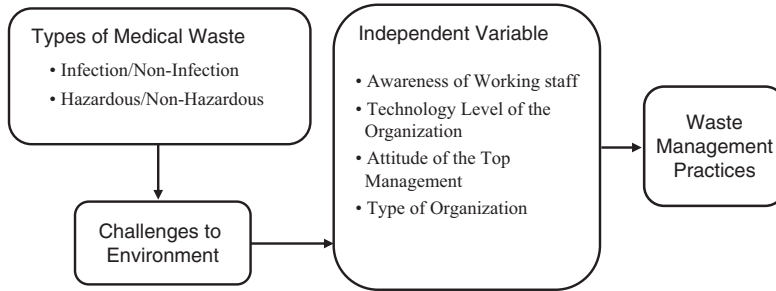 Types of Medical Waste
• Infection/Non-Infection
• Hazardous/Non-Hazardous
Challenges to
Environment
Independent Variable
• Awareness of Working staff
• Technology Level of the
Organization
• Attitude of the Top
Management
• Type of Organization
Waste
Management
Practices